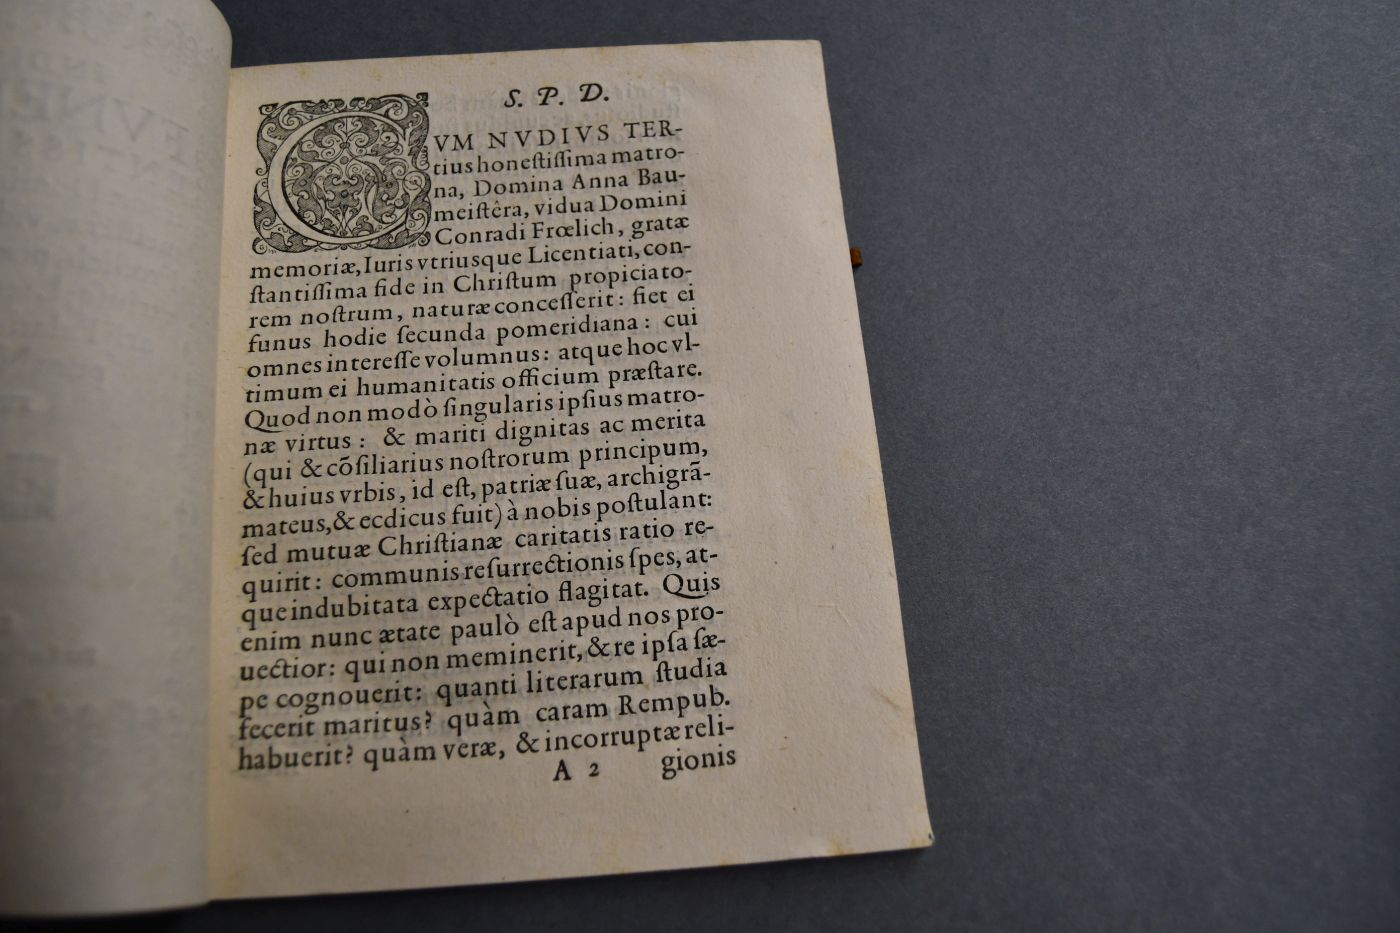 S. P. D.
CVM NVDIVS TER-
tius honeſtiſſima matro-
na, Domina Anna Bau-
meiſtêra, vidua Domini
Conradi Frœlich, gratæ
memoriæ, Iuris vtriusque Licentiati, con-
ſtantiſſima fide in Chriſtum propiciato-
rem noſtrum, naturæ conceſſerit: fiet ei
funus hodie ſecunda pomeridiana: cui
omnes intereſſe volumnus: atque hoc vl-
timum ei humanitatis officium præſtare.
Quod non modò ſingularis ipſius matro-
næ virtus: & mariti dignitas ac merita
(qui & cõſiliarius noſtrorum principum,
& huius vrbis, id eſt, patriæ ſuæ, archigrã-
mateus, & ecdicus fuit) à nobis poſtulant:
ſed mutuæ Chriſtianæ caritatis ratio re-
quirit: communis reſurrectionis ſpes, at-
que indubitata expectatio flagitat. Quis
enim nunc ætate paulò eſt apud nos pro-
uectior: qui non meminerit, & re ipſa ſæ-
pe cognouerit: quanti literarum ſtudia
fecerit maritus? quàm caram Rempub.
habuerit? quàm veræ, & incorruptæ reli-
A 2 gionis